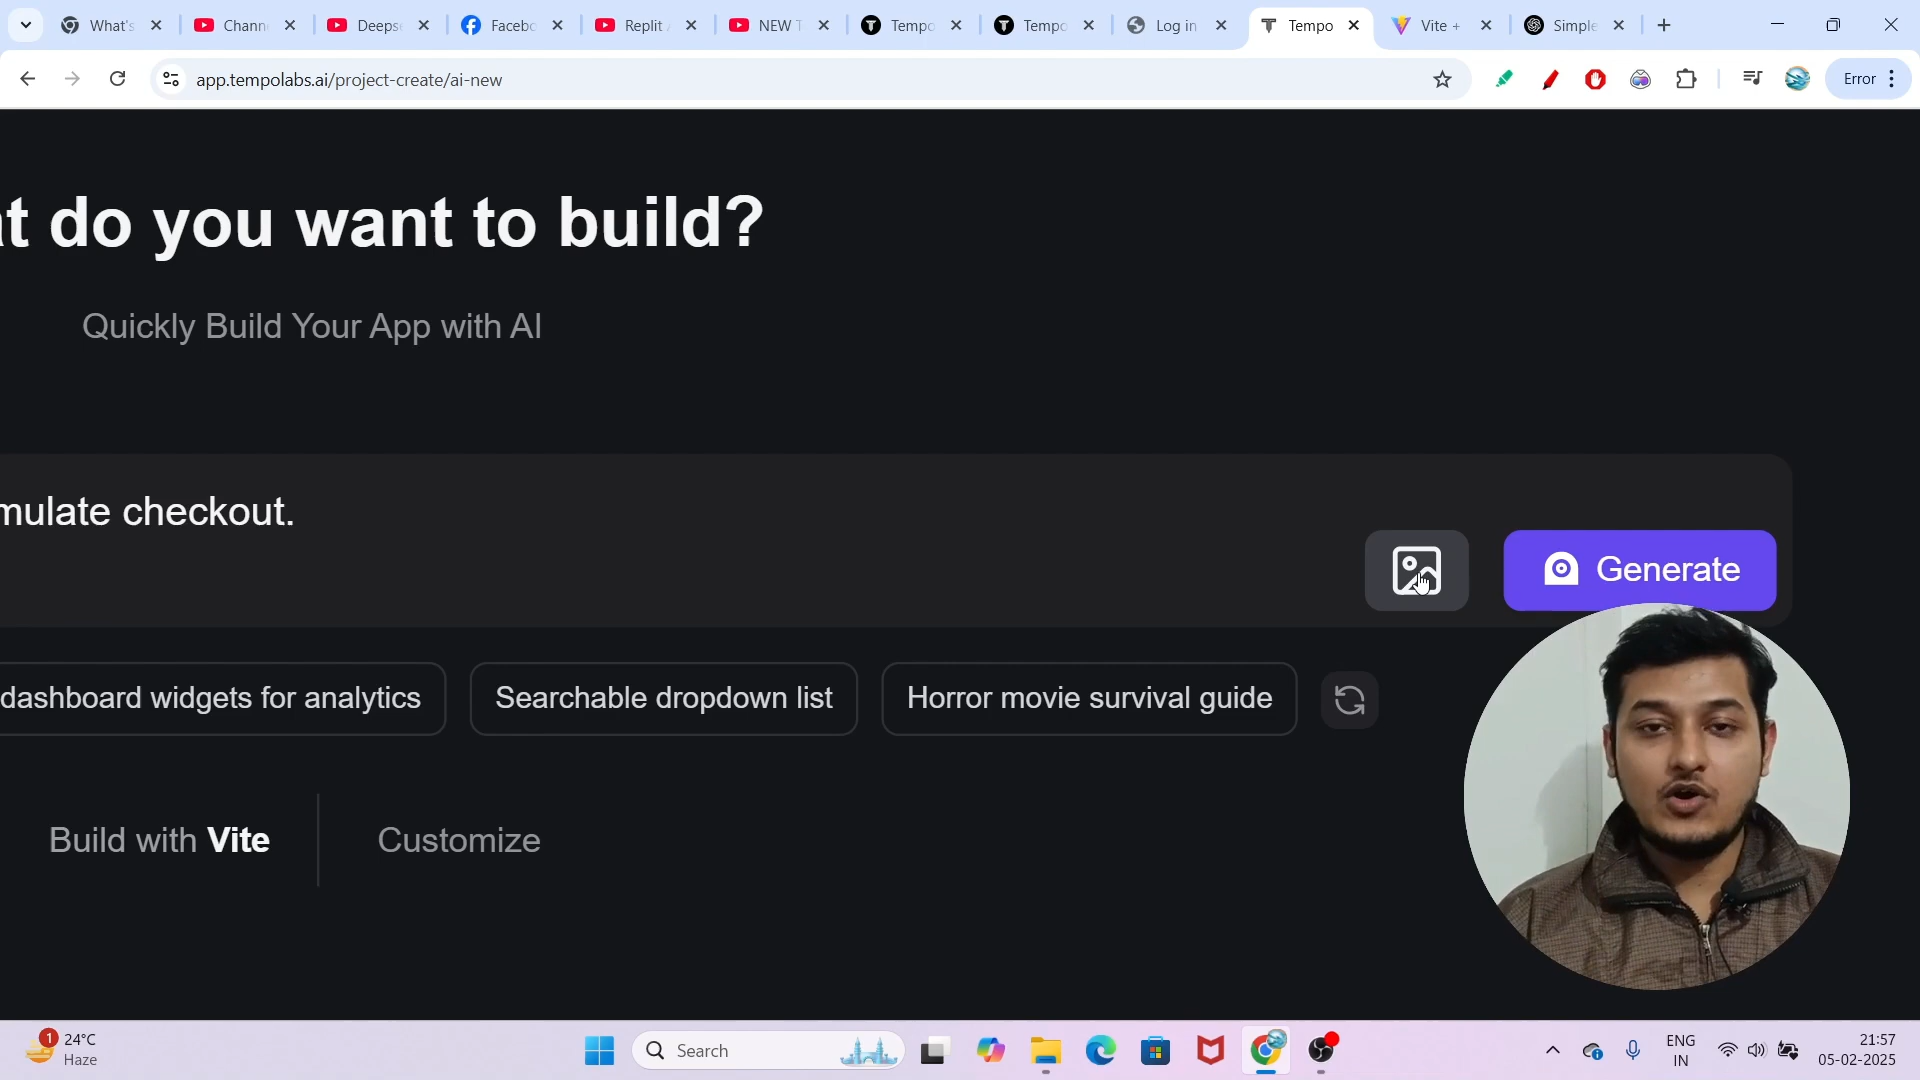 What's
Chann
Deeps
Facebo
Replit
NEW T
Tempo
Tempo
Log in
Tempo
Vite +
Simple
app.tempolabs.ai/project-create/ai-new
Error
at do you want to build?
Quickly Build Your App with AI
mulate checkout.
Generate
dashboard widgets for analytics
Searchable dropdown list
Horror movie survival guide
Build with Vite
Customize
1
24°C
Haze
Search
ENG
IN
21:57
05-02-2025